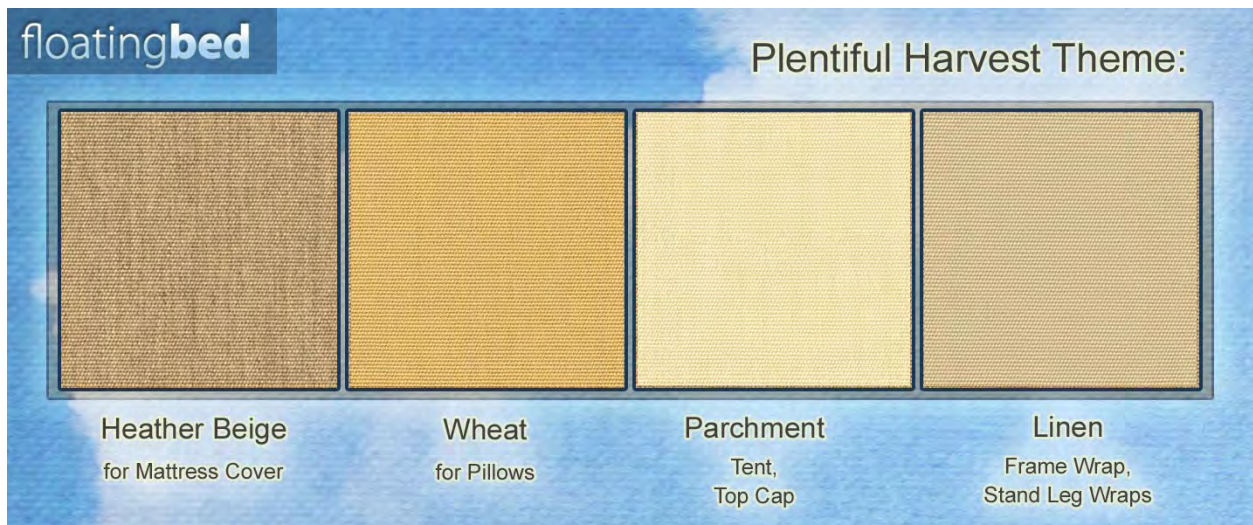 floatingbed
Plentiful Harvest Theme:
Heather Beige
for Mattress Cover
Wheat
for Pillows
Parchment
Tent,
Top Cap
Linen
Frame Wrap,
Stand Leg Wraps